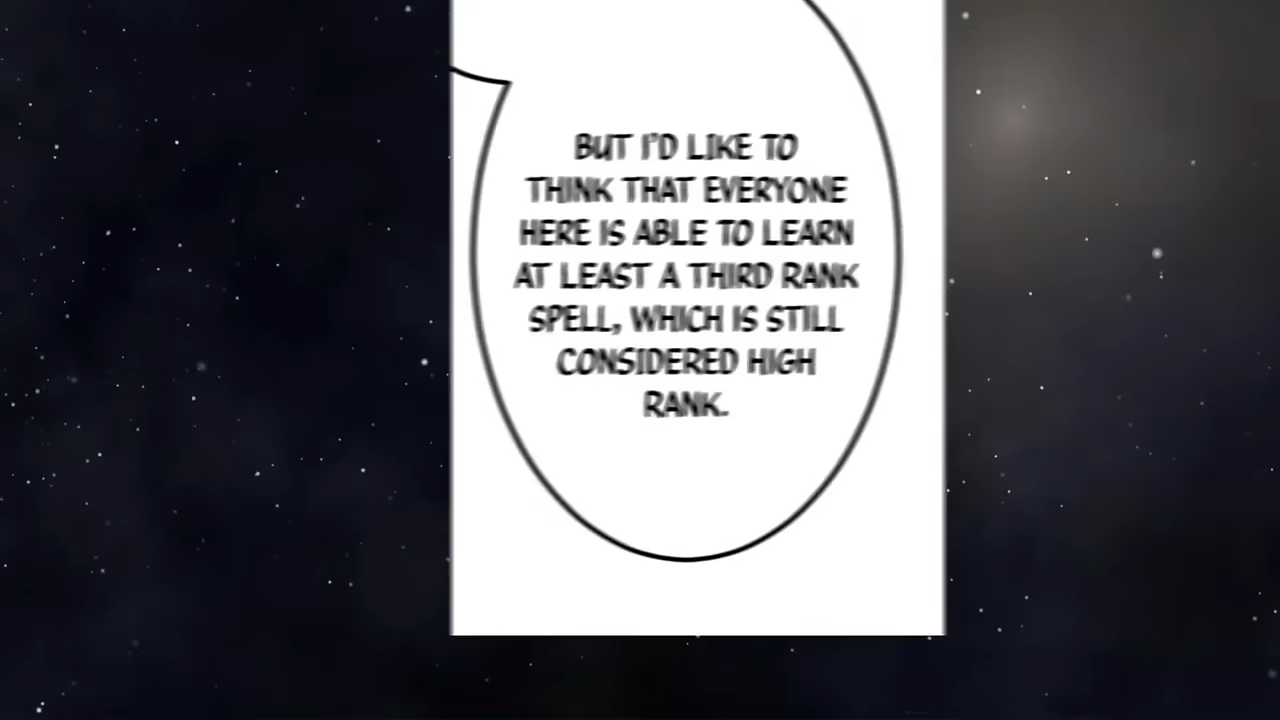 BUT I'D LIKE TO
THINK THAT EVERYONE
HERE IS ABLE TO LEARN
AT LEAST A THIRD RANK
SPELL, WHICH IS STILL
CONSIDERED HIGH
RANK.